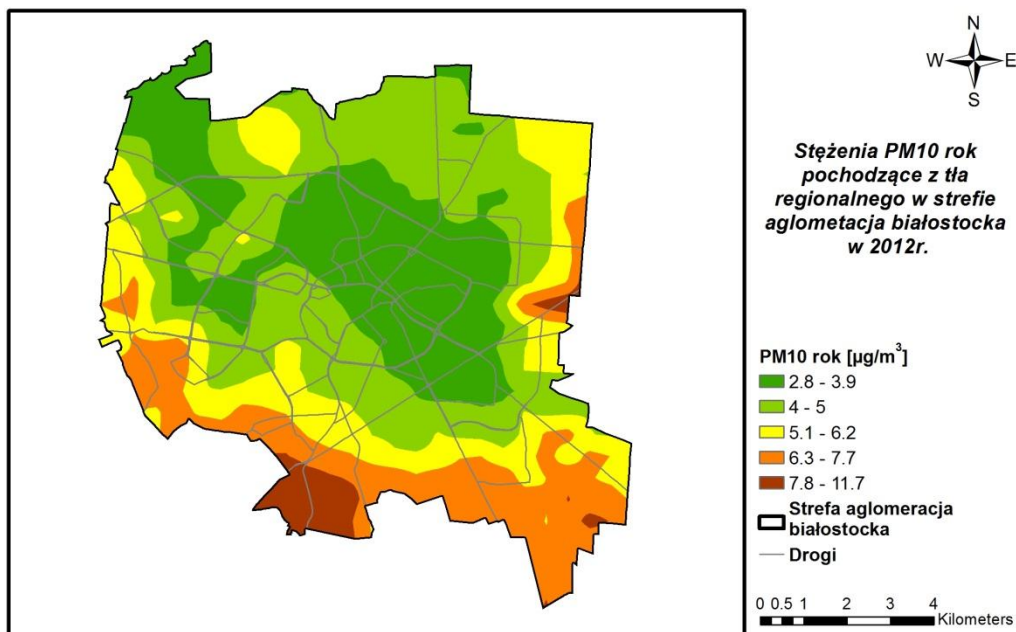 N
W E
S
Stężenia PM10 rok
pochodzące z tła
regionalnego w strefie
aglometacja białostocka
w 2012r.
PM10 rok [µg/m³]
2.8 - 3.9
4 - 5
5.1 - 6.2
6.3 - 7.7
7.8 - 11.7
Strefa aglomeracja
białostocka
Drogi
0 0.5 1 2 3 4
Kilometers